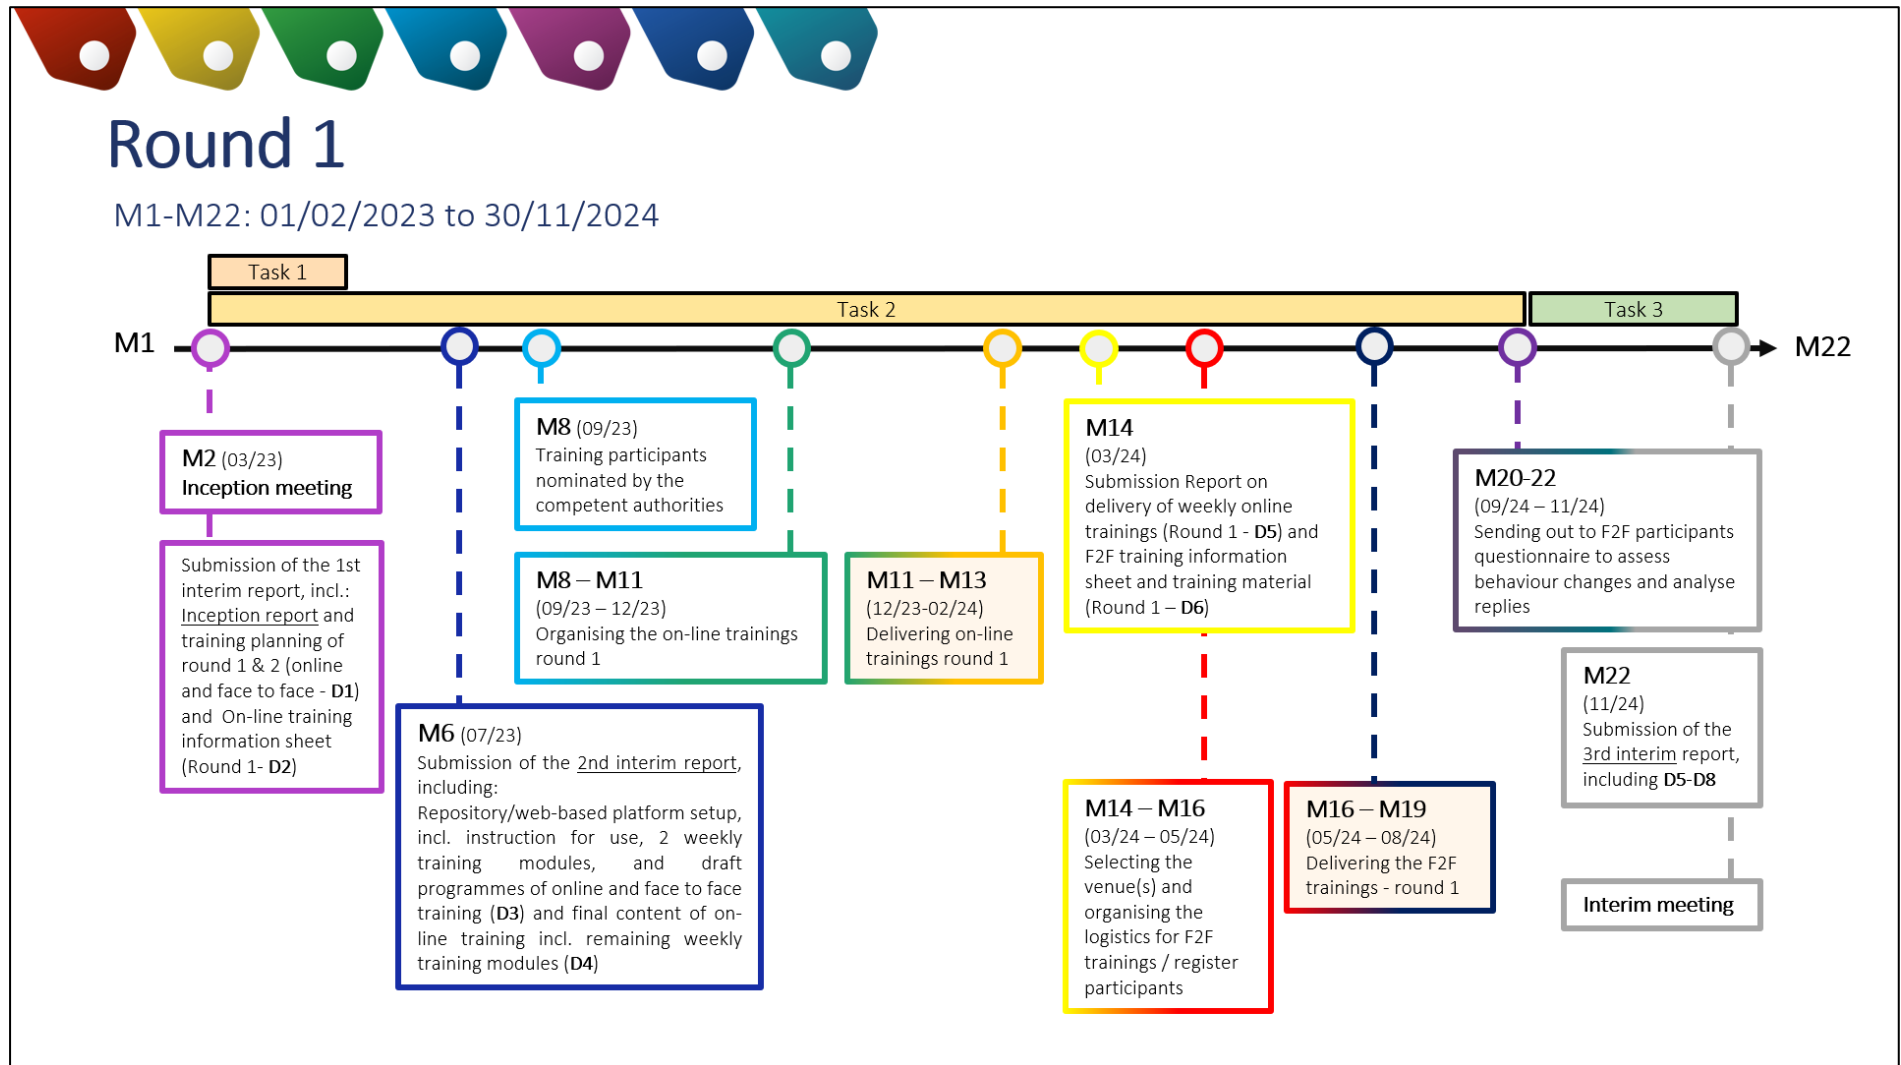 Round 1
M1-M22: 01/02/2023 to 30/11/2024
Task 1
Task 2
Task 3
M1
M22
M2 (03/23)
Inception meeting
Submission of the 1st
interim report, incl.:
Inception report and
training planning of
round 1 & 2 (online
and face to face - D1)
and On-line training
information sheet
(Round 1- D2)
M6 (07/23)
Submission of the 2nd interim report,
including:
Repository/web-based platform setup,
incl. instruction for use, 2 weekly
training modules, and draft
programmes of online and face to face
training (D3) and final content of on-
line training incl. remaining weekly
training modules (D4)
M8 (09/23)
Training participants
nominated by the
competent authorities
M8 – M11
(09/23 – 12/23)
Organising the on-line trainings
round 1
M11 – M13
(12/23-02/24)
Delivering on-line
trainings round 1
M14
(03/24)
Submission Report on
delivery of weekly online
trainings (Round 1 - D5) and
F2F training information
sheet and training material
(Round 1 – D6)
M14 – M16
(03/24 – 05/24)
Selecting the
venue(s) and
organising the
logistics for F2F
trainings / register
participants
M16 – M19
(05/24 – 08/24)
Delivering the F2F
trainings - round 1
M20-22
(09/24 – 11/24)
Sending out to F2F participants
questionnaire to assess
behaviour changes and analyse
replies
M22
(11/24)
Submission of the
3rd interim report,
including D5-D8
Interim meeting